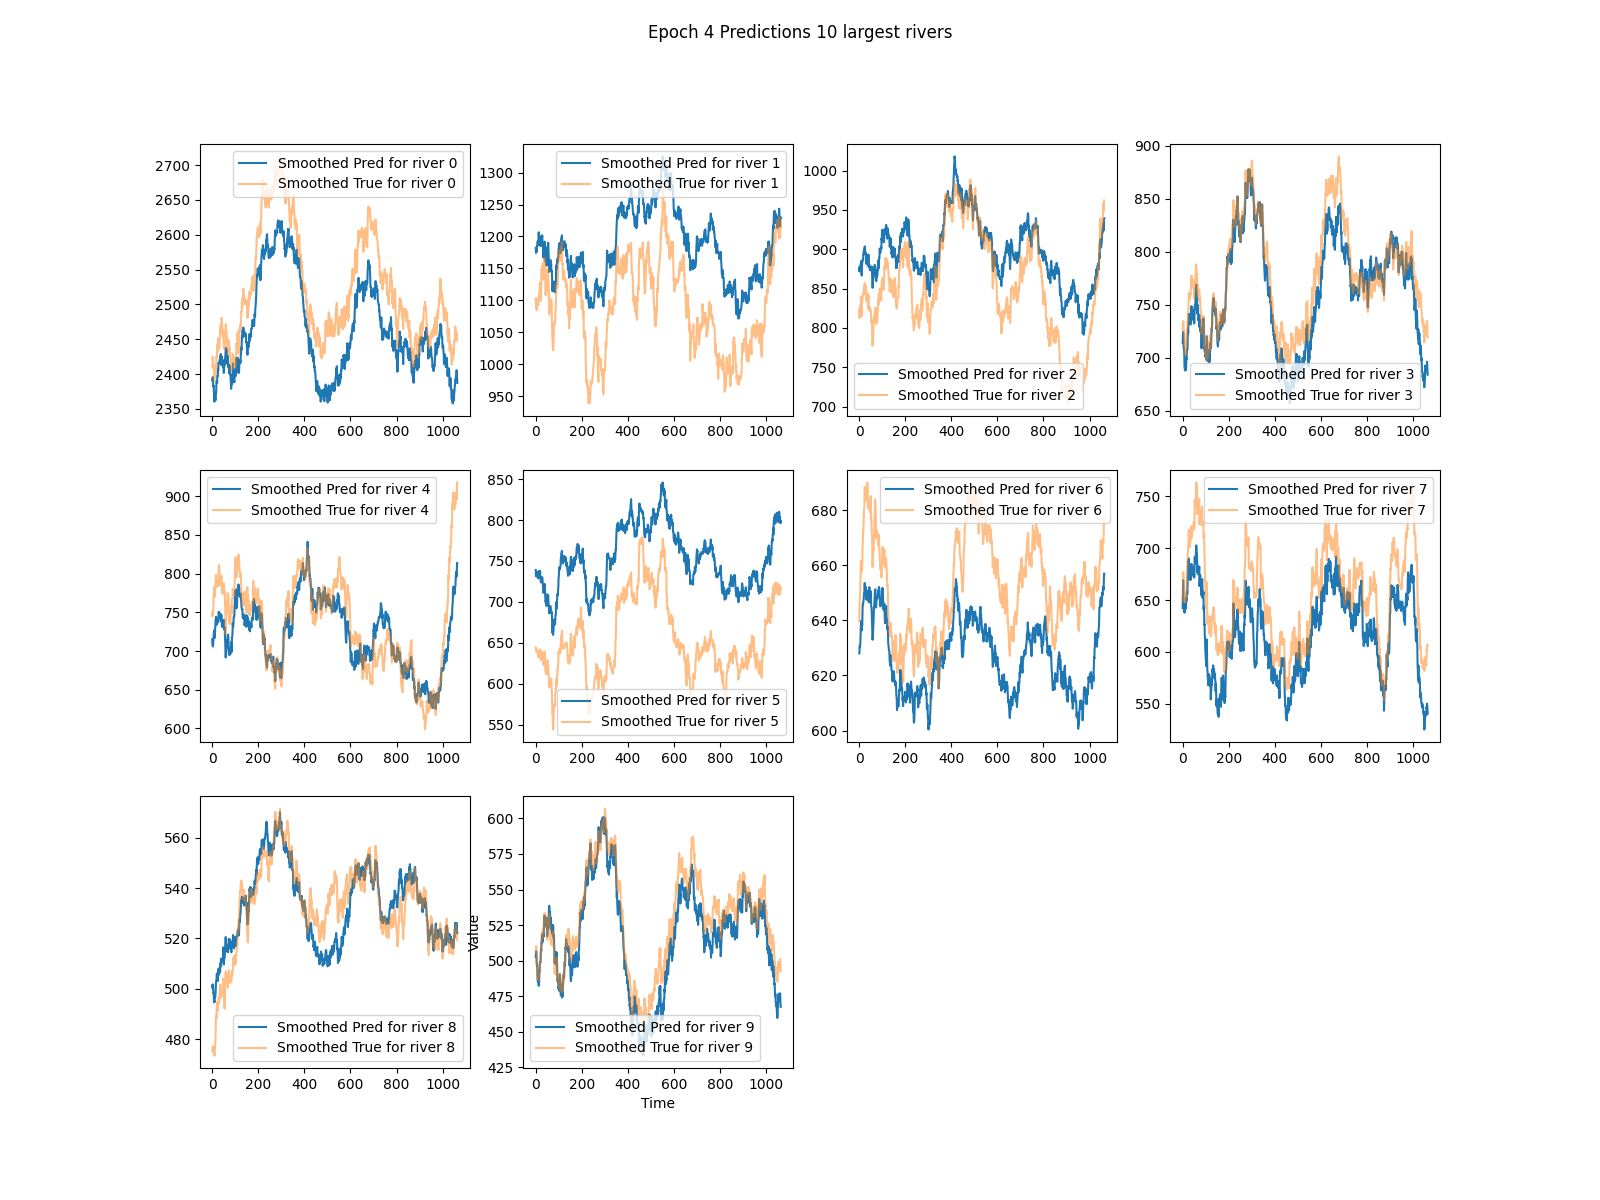 Epoch 4 Predictions 10 largest rivers
Smoothed Pred for river 0
Smoothed True for river 0
2700
2650
2600
2550
2500
2450
2400
2350
0 200 400 600 800 1000
Smoothed Pred for river 1
Smoothed True for river 1
1300
1250
1200
1150
1100
1050
1000
950
0 200 400 600 800 1000
1000
950
900
850
800
750
700
Smoothed Pred for river 2
Smoothed True for river 2
0 200 400 600 800 1000
900
850
800
750
700
650
Smoothed Pred for river 3
Smoothed True for river 3
0 200 400 600 800 1000
Smoothed Pred for river 4
Smoothed True for river 4
900
850
800
750
700
650
600
0 200 400 600 800 1000
850
800
750
700
650
600
550
Smoothed Pred for river 5
Smoothed True for river 5
0 200 400 600 800 1000
Smoothed Pred for river 6
Smoothed True for river 6
680
660
640
620
600
0 200 400 600 800 1000
Smoothed Pred for river 7
Smoothed True for river 7
750
700
650
600
550
0 200 400 600 800 1000
560
540
520
500
480
Smoothed Pred for river 8
Smoothed True for river 8
0 200 400 600 800 1000
Value
600
575
550
525
500
475
450
425
Smoothed Pred for river 9
Smoothed True for river 9
0 200 400 600 800 1000
Time